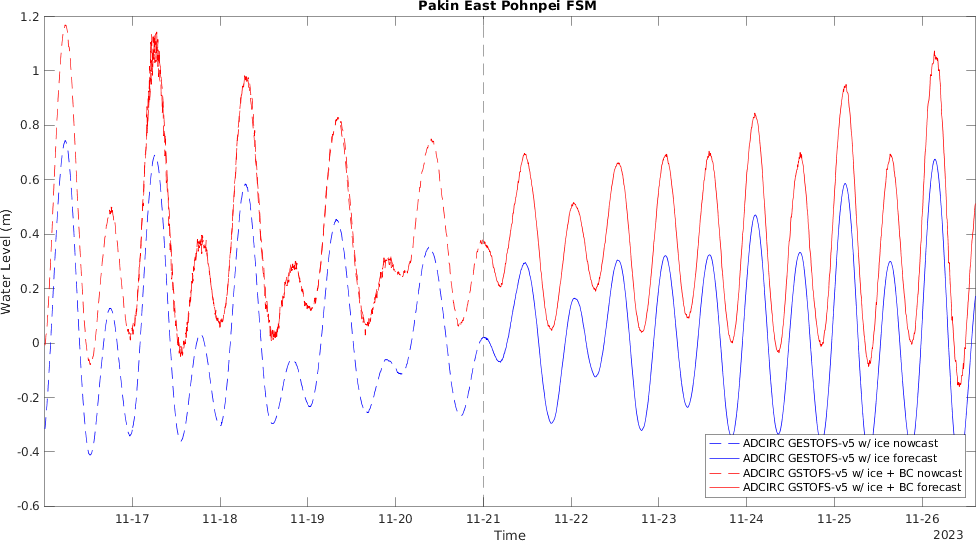 Pakin East Pohnpei FSM
1.2
1
0.8
0.6
0.4
0.2
0
-0.2
-0.4
-0.6
Water Level (m)
ADCIRC GESTOFS-v5 w/ ice nowcast
ADCIRC GESTOFS-v5 w/ ice forecast
ADCIRC GSTOFS-v5 w/ ice + BC nowcast
ADCIRC GSTOFS-v5 w/ ice + BC forecast
11-17 11-18 11-19 11-20 11-21 11-22 11-23 11-24 11-25 11-26
Time
2023